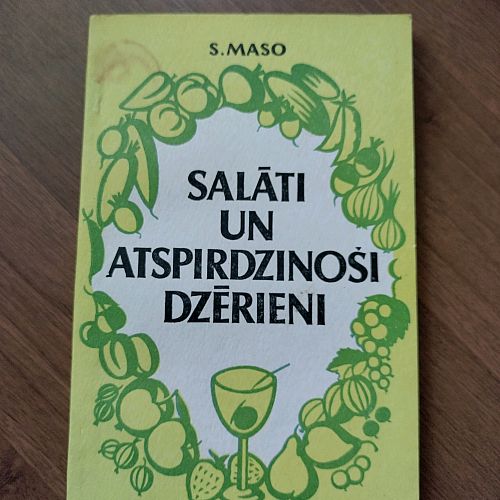 S.MASO
SALĀTI
UN
ATSPIRDZINOŠI
DZĒRIENI